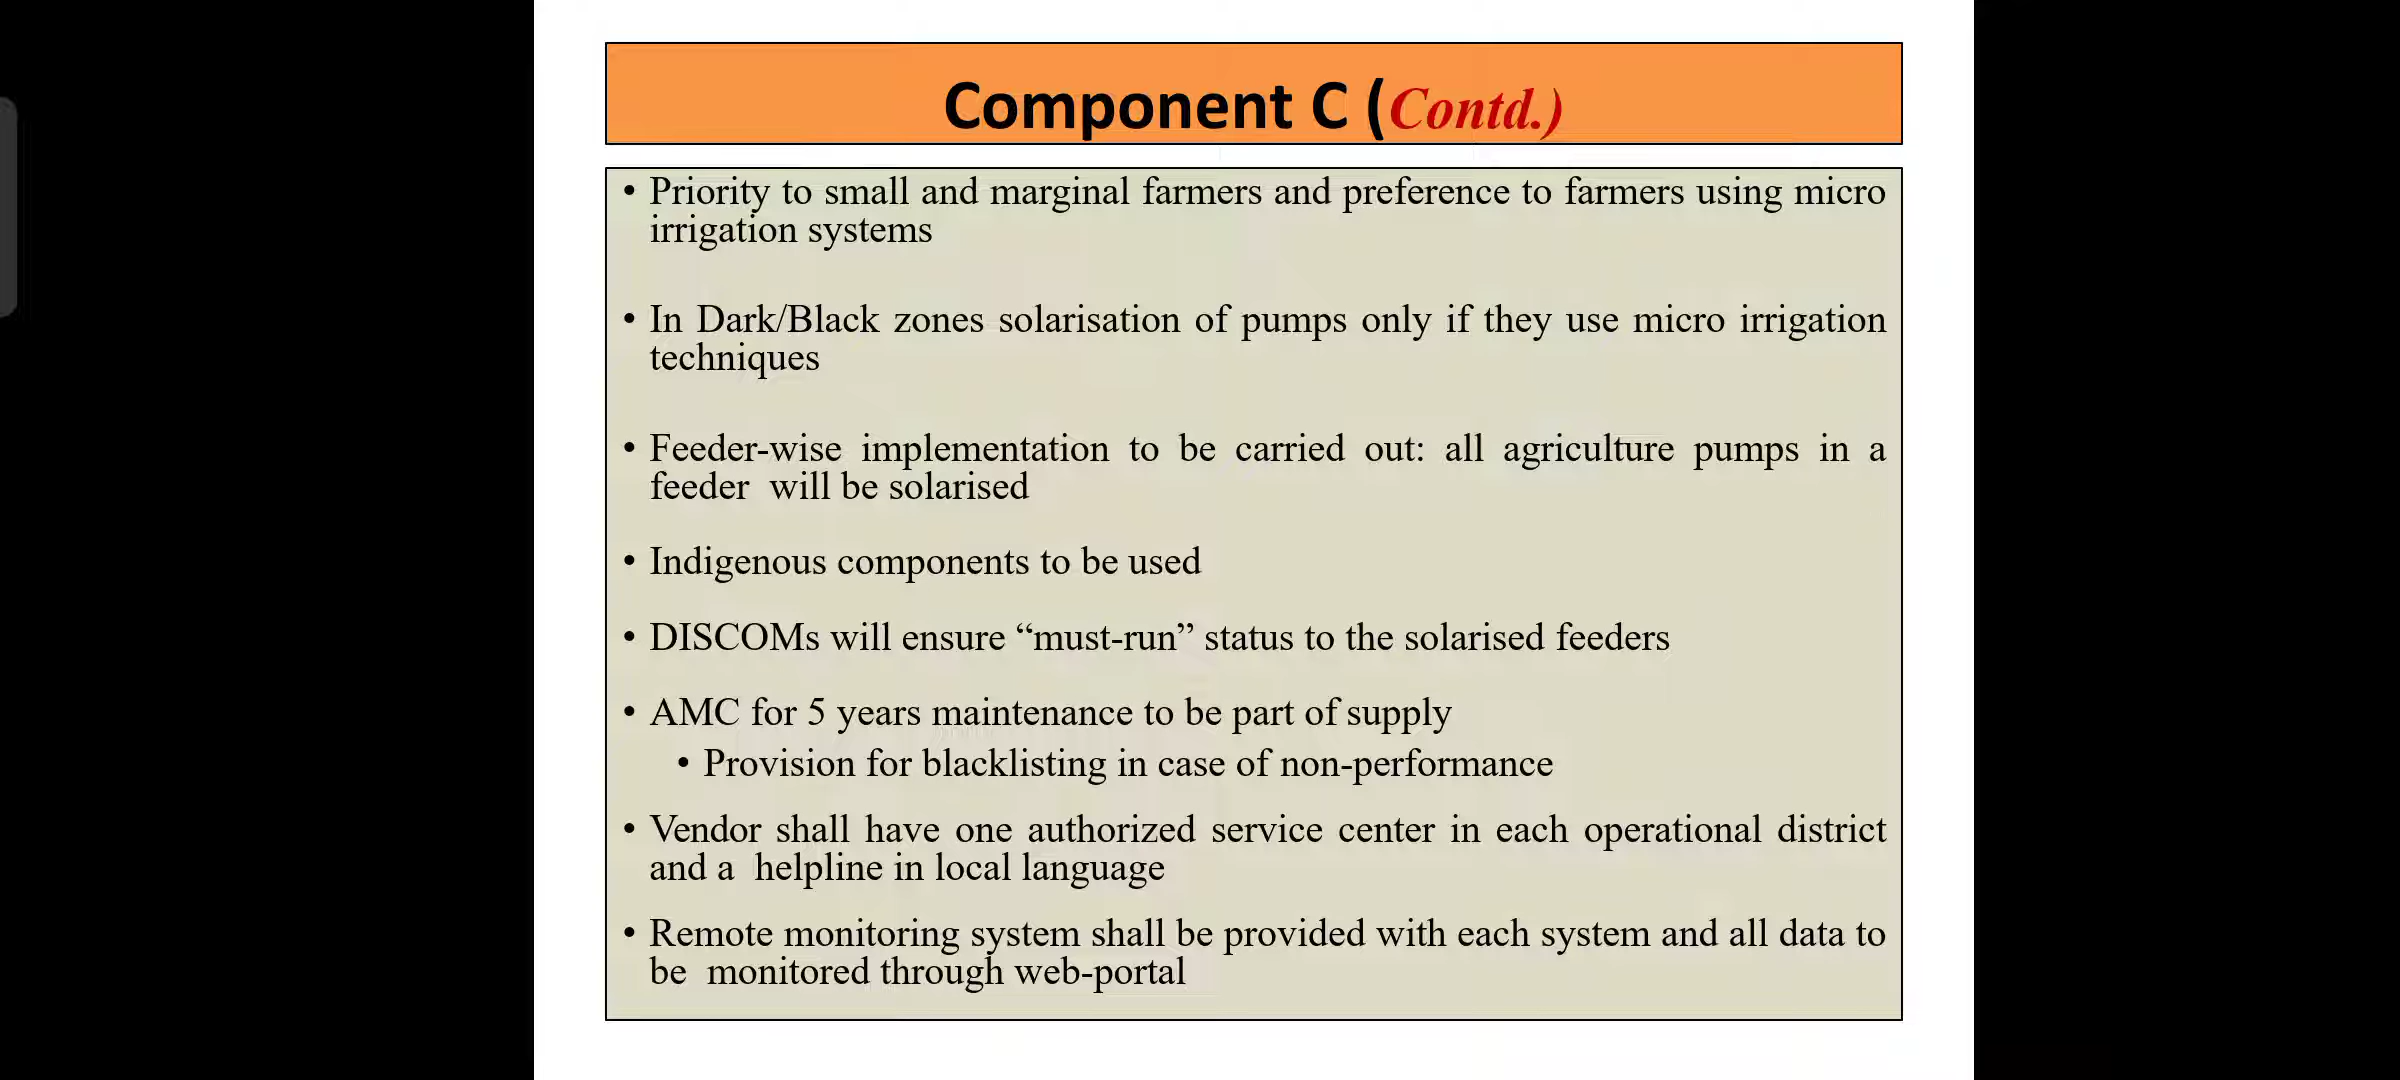 Component C (Contd.)
• Priority to small and marginal farmers and preference to farmers using micro
irrigation systems
• In Dark/Black zones solarisation of pumps only if they use micro irrigation
techniques
• Feeder-wise implementation to be carried out: all agriculture pumps in a
feeder will be solarised
• Indigenous components to be used
• DISCOMs will ensure “must-run” status to the solarised feeders
• AMC for 5 years maintenance to be part of supply
• Provision for blacklisting in case of non-performance
• Vendor shall have one authorized service center in each operational district
and a helpline in local language
• Remote monitoring system shall be provided with each system and all data to
be monitored through web-portal